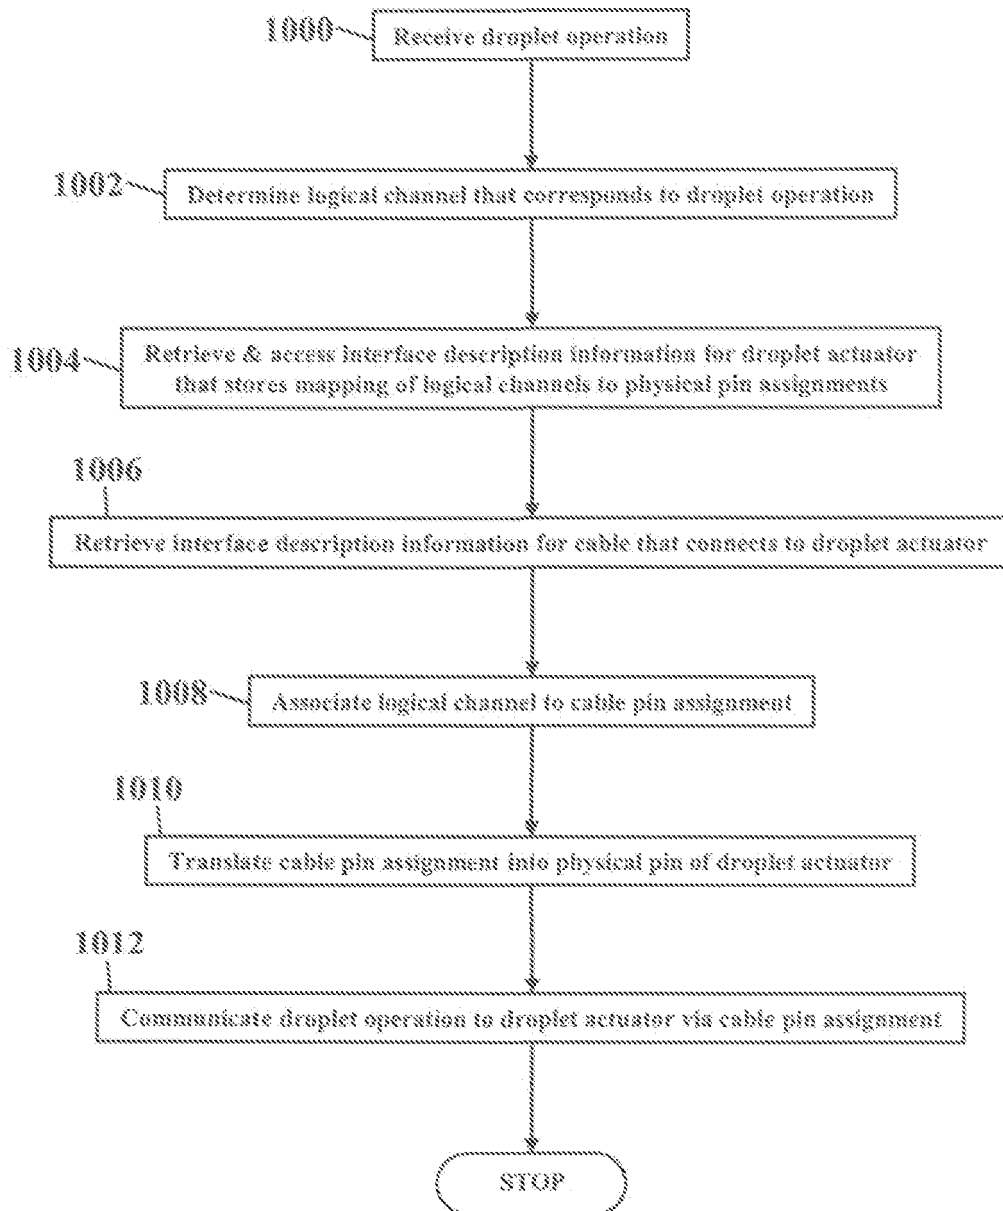 1000
Receive droplet operation
1002
Determine logical channel that corresponds to droplet operation
1004
Retrieve & access interface description information for droplet actuator
that stores mapping of logical channels to physical pin assignments
1006
Retrieve interface description information for cable that connects to droplet actuator
1008
Associate logical channel to cable pin assignment
1010
Translate cable pin assignment into physical pin of droplet actuator
1012
Communicate droplet operation to droplet actuator via cable pin assignment
STOP